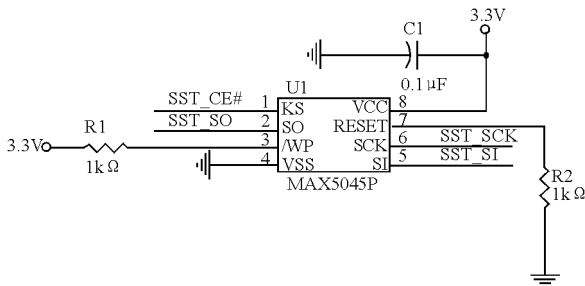 3.3V
C1
0.1μF
U1
SST_CE# 1 KS VCC 8
SST_SO 2 SO RESET 7
R1
3.3V 3 /WP SCK 6 SST_SCK
1kΩ 4 VSS SI 5 SST_SI
MAX5045P
R2
1kΩ